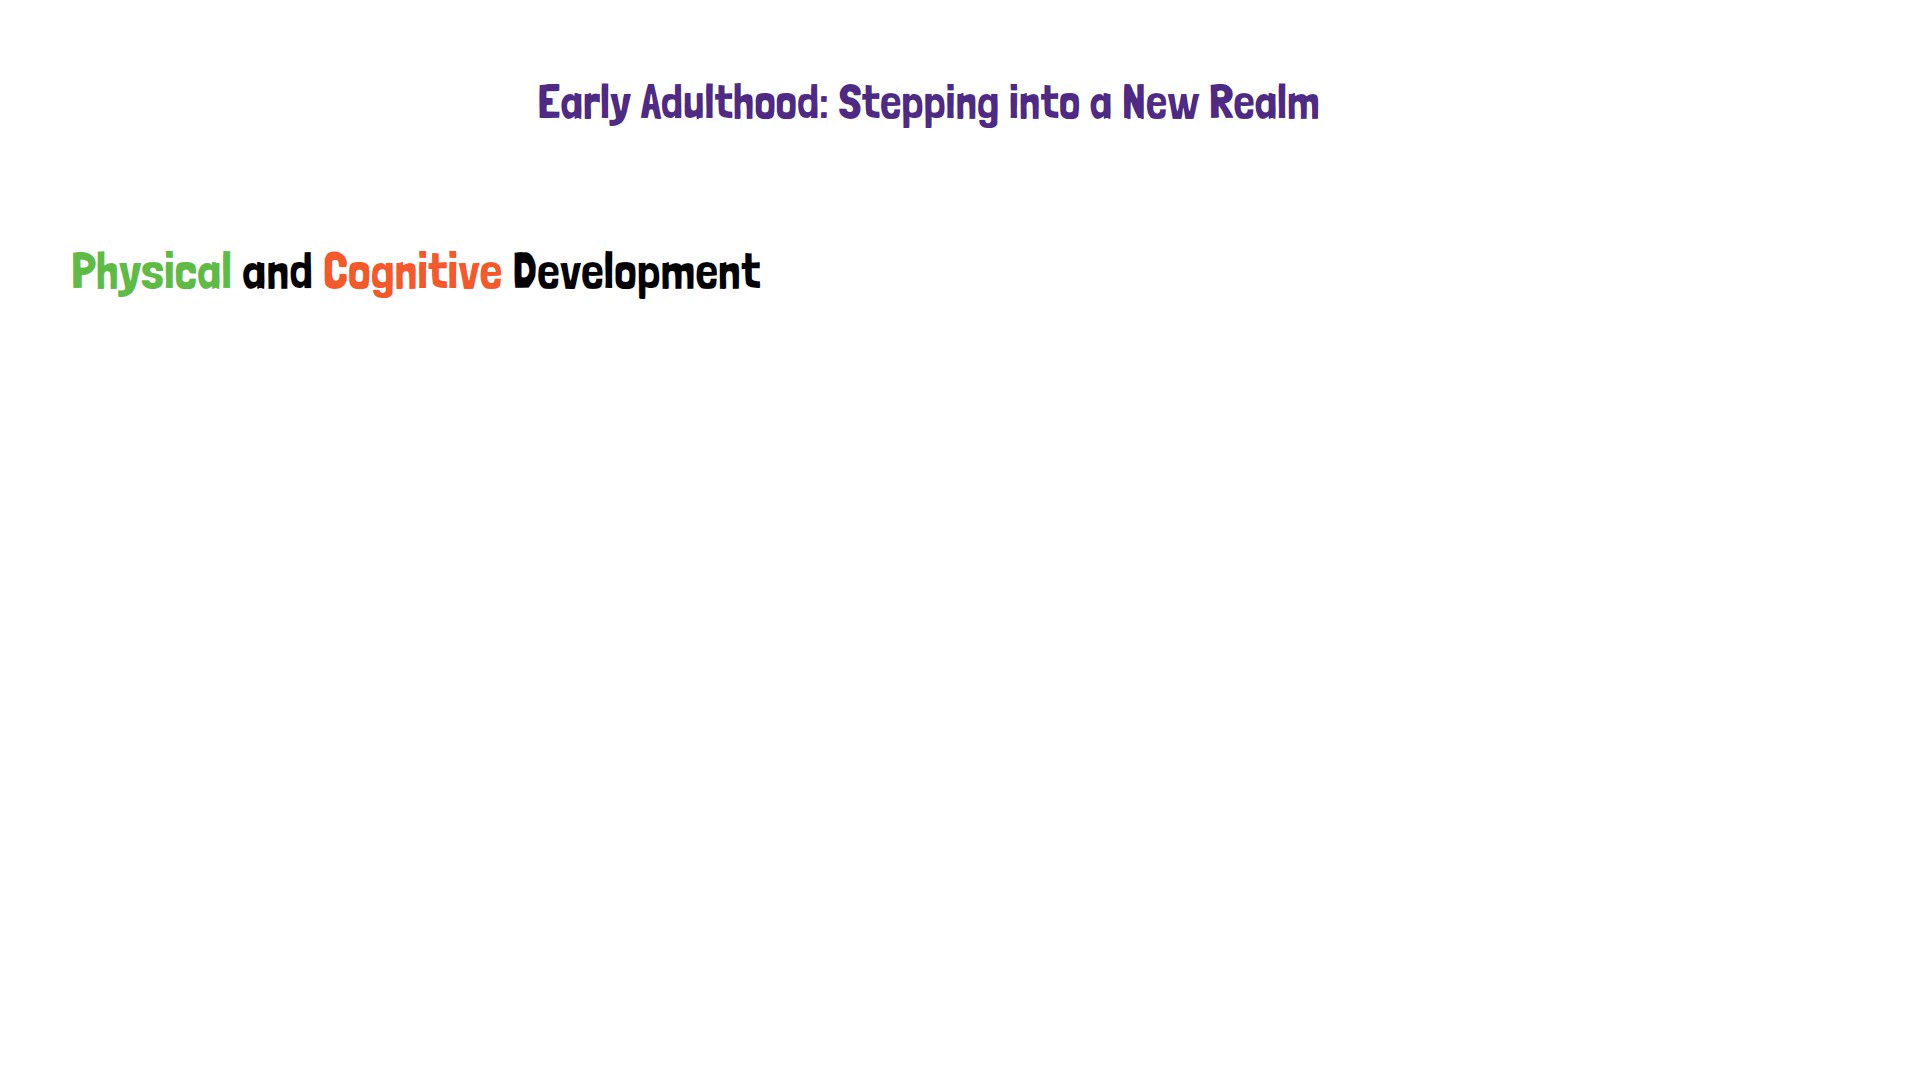 Early Adulthood: Stepping into a New Realm
Physical and Cognitive Development